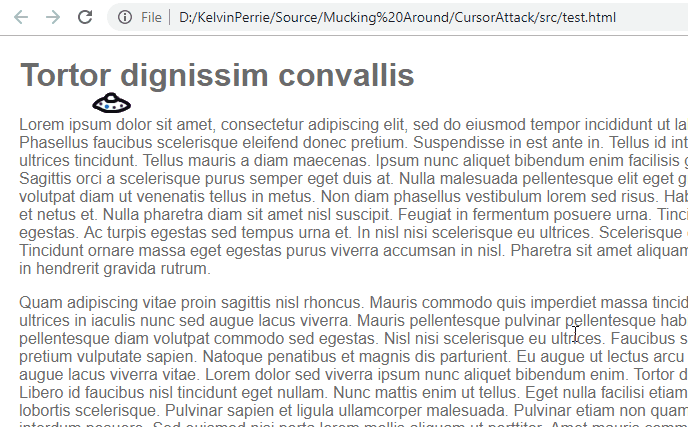 File
D:/KelvinPerrie/Source/Mucking%20Around/CursorAttack/src/test.html
Tortor dignissim convallis
Lorem ipsum dolor sit amet, consectetur adipiscing elit, sed do eiusmod tempor incididunt ut la
Phasellus faucibus scelerisque eleifend donec pretium. Suspendisse in est ante in. Tellus id int
ultrices tincidunt. Tellus mauris a diam maecenas. Ipsum nunc aliquet bibendum enim facilisis g
Sagittis orci a scelerisque purus semper eget duis at. Nulla malesuada pellentesque elit eget g
volutpat diam ut venenatis tellus in metus. Non diam phasellus vestibulum lorem sed risus. Hab
et netus et. Nulla pharetra diam sit amet nisl suscipit. Feugiat in fermentum posuere urna. Tinci
egestas. Ac turpis egestas sed tempus urna et. In nisl nisi scelerisque eu ultrices. Scelerisque
Tincidunt ornare massa eget egestas purus viverra accumsan in nisl. Pharetra sit amet aliquam
in hendrerit gravida rutrum.
Quam adipiscing vitae proin sagittis nisl rhoncus. Mauris commodo quis imperdiet massa tincid
ultrices in iaculis nunc sed augue lacus viverra. Mauris pellentesque pulvinar pellentesque hab
pellentesque diam volutpat commodo sed egestas. Nisl nisi scelerisque eu ultrices. Faucibus s
pretium vulputate sapien. Natoque penatibus et magnis dis parturient. Eu augue ut lectus arcu
augue lacus viverra vitae. Lorem dolor sed viverra ipsum nunc aliquet bibendum enim. Tortor d
Libero id faucibus nisl tincidunt eget nullam. Nunc mattis enim ut tellus. Eget nulla facilisi etiam
lobortis scelerisque. Pulvinar sapien et ligula ullamcorper malesuada. Pulvinar etiam non quam